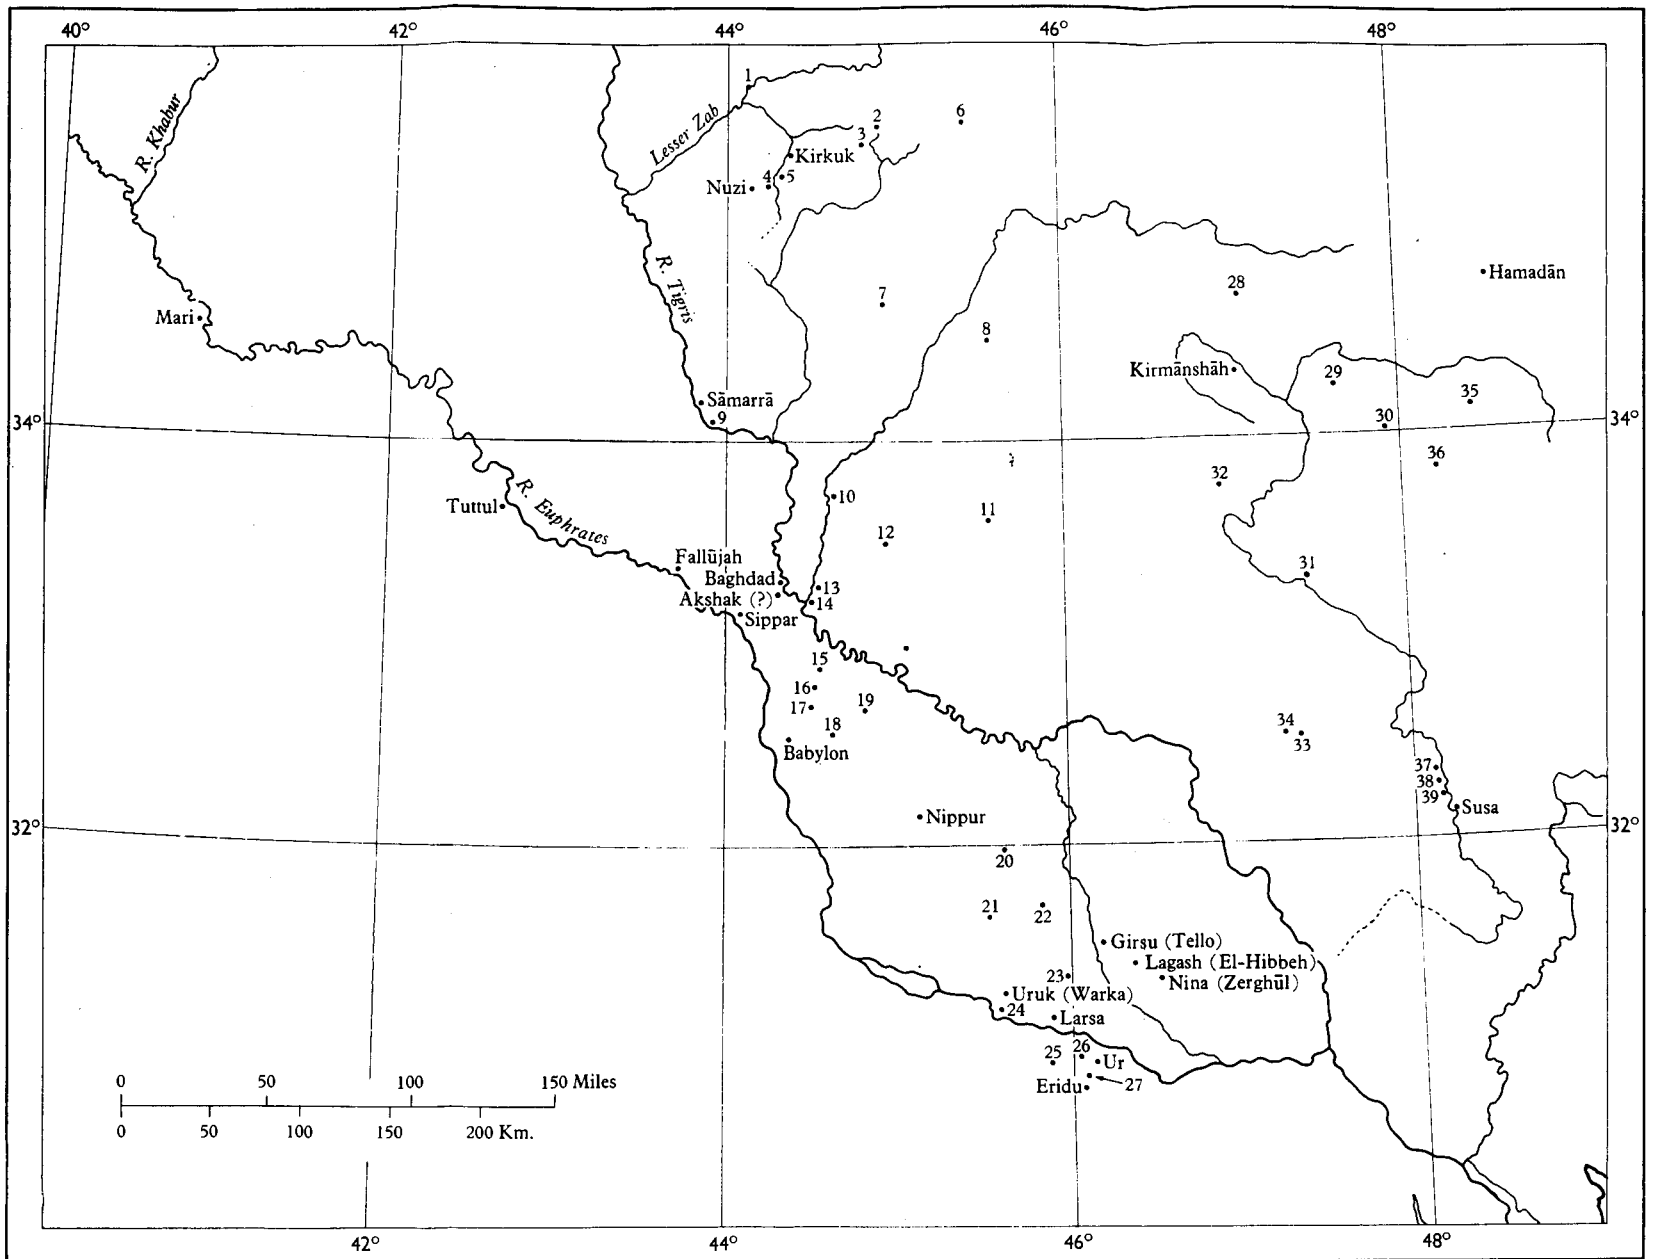 40° 42° 44° 46° 48°
R. Khabur
1
Lesser Zab
2
6
3
Kirkuk
4 5
Nuzi
R. Tigris
Hamadān
28
7
Mari
8
Kirmānshāh
29
35
Sāmarrā
9
34° 34°
30
36
32
10
Tuttul
R. Euphrates
11
12
Fallūjah
31
Baghdad
13
Akshak (?)
14
Sippar
15
16
17
19
18
34
33
Babylon
37
38
39
Susa
Nippur
32° 32°
20
21
22
Girsu (Tello)
Lagash (El-Hibbeh)
23
Nina (Zerghūl)
Uruk (Warka)
24
Larsa
25
26
Ur
27
Eridu
0 50 100 150 Miles
0 50 100 150 200 Km.
42° 44° 46° 48°